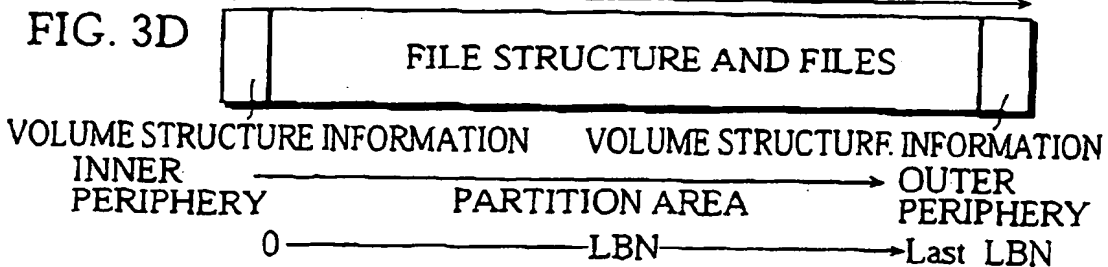 FIG. 3D
FILE STRUCTURE AND FILES
VOLUME STRUCTURE INFORMATION VOLUME STRUCTURE INFORMATION
INNER PERIPHERY PARTITION AREA OUTER PERIPHERY
0 LBN Last LBN